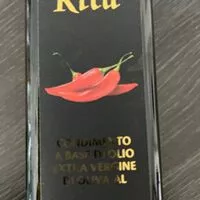 Rita
CONDIMENTO
A BASE DI OLIO
EXTRA VERGINE
DI OLIVA AL